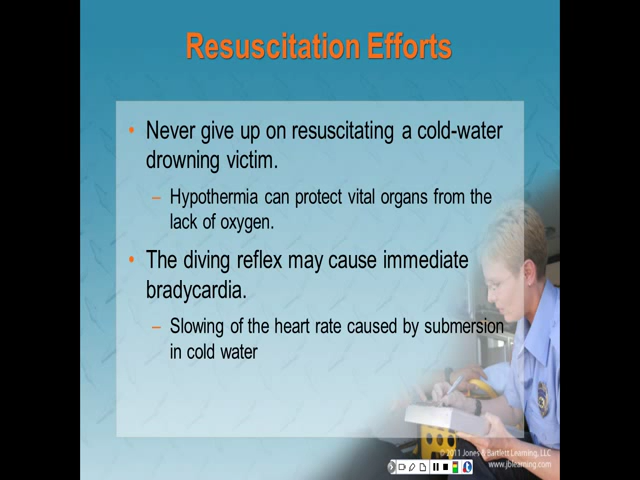 Resuscitation Efforts
• Never give up on resuscitating a cold-water
drowning victim.
– Hypothermia can protect vital organs from the
lack of oxygen.
• The diving reflex may cause immediate
bradycardia.
– Slowing of the heart rate caused by submersion
in cold water
© 2011 Jones & Bartlett Learning, LLC
www.jblearning.com